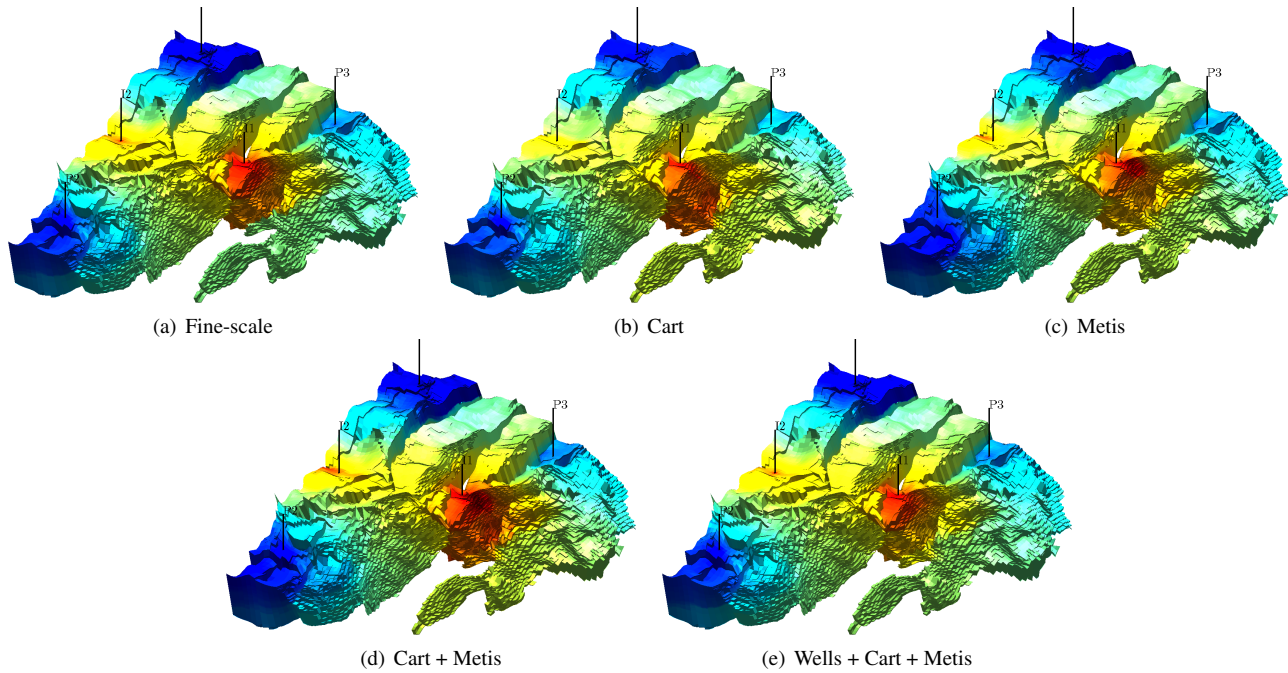 I2
P3
I1
P2
(a) Fine-scale
P3
I2
I1
P2
(b) Cart
P3
I2
I1
P2
(c) Metis
P3
I2
I1
P2
(d) Cart + Metis
P3
I2
I1
P2
(e) Wells + Cart + Metis